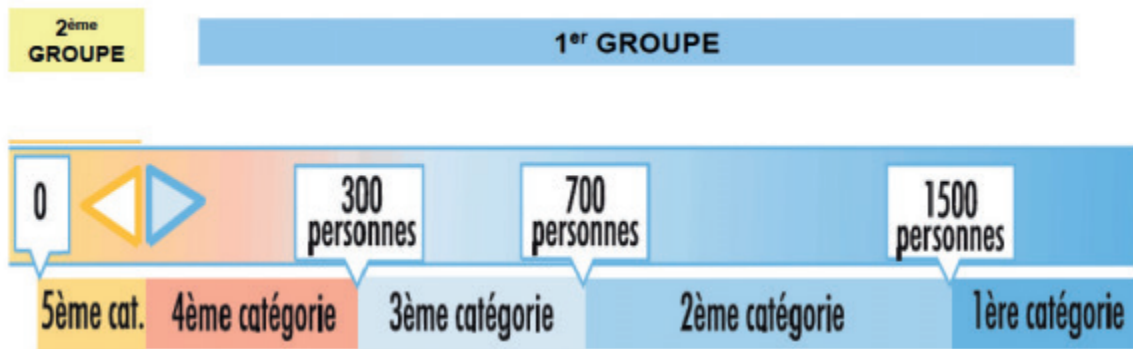 2ème
GROUPE
1er GROUPE
0
300
personnes
700
personnes
1500
personnes
5ème cat.
4ème catégorie
3ème catégorie
2ème catégorie
1ère catégorie